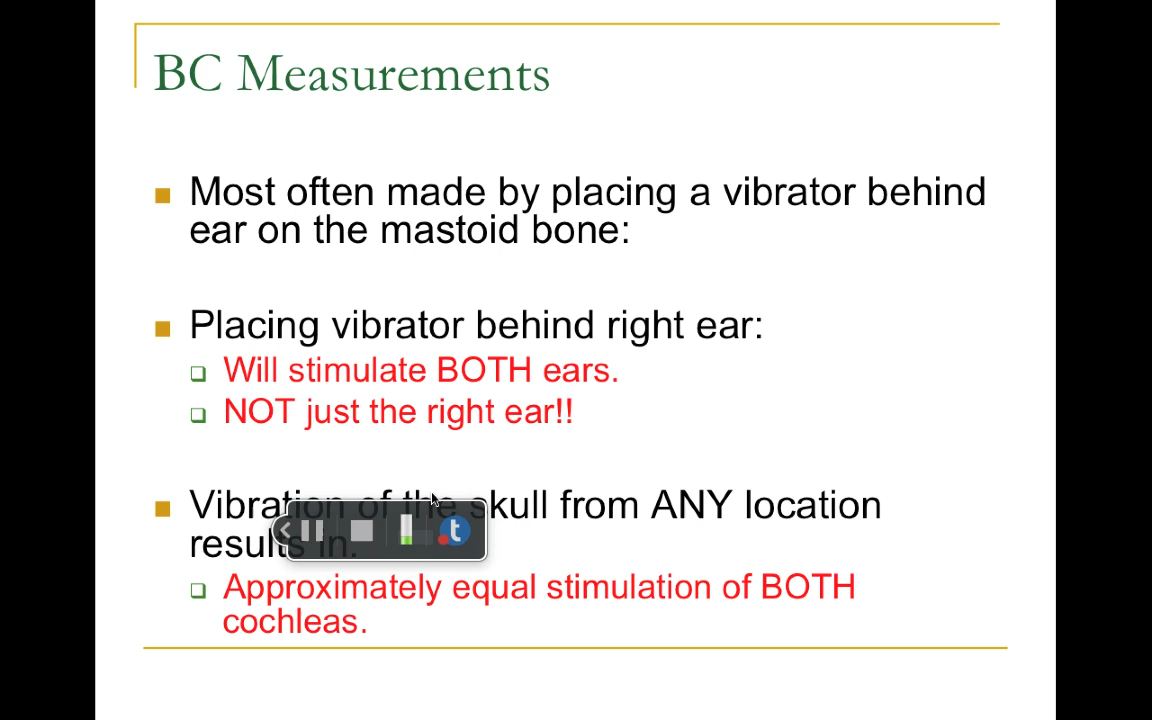 BC Measurements
Most often made by placing a vibrator behind
ear on the mastoid bone:
Placing vibrator behind right ear:
Will stimulate BOTH ears.
NOT just the right ear!!
Vibration of the skull from ANY location
results in:
Approximately equal stimulation of BOTH
cochleas.
t